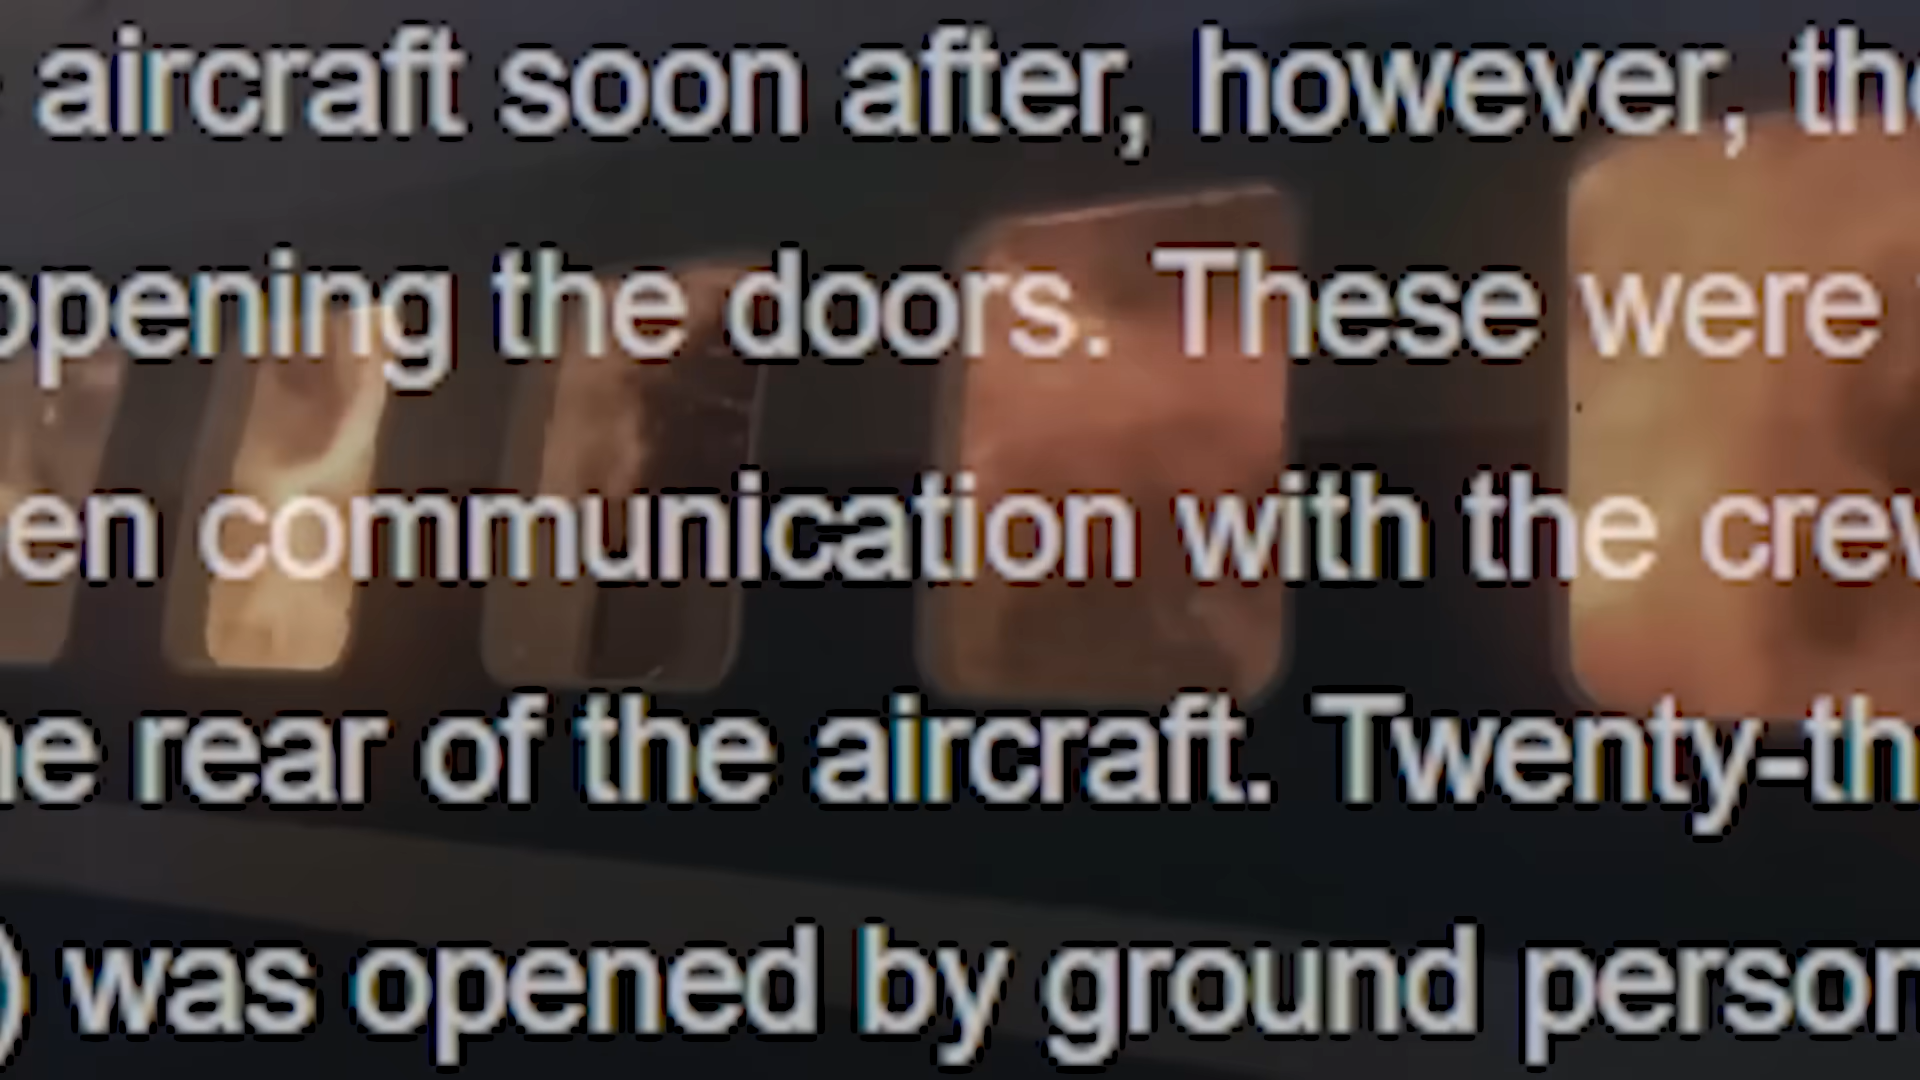 aircraft soon after, however, the
opening the doors. These were
en communication with the crew
he rear of the aircraft. Twenty-th
) was opened by ground person